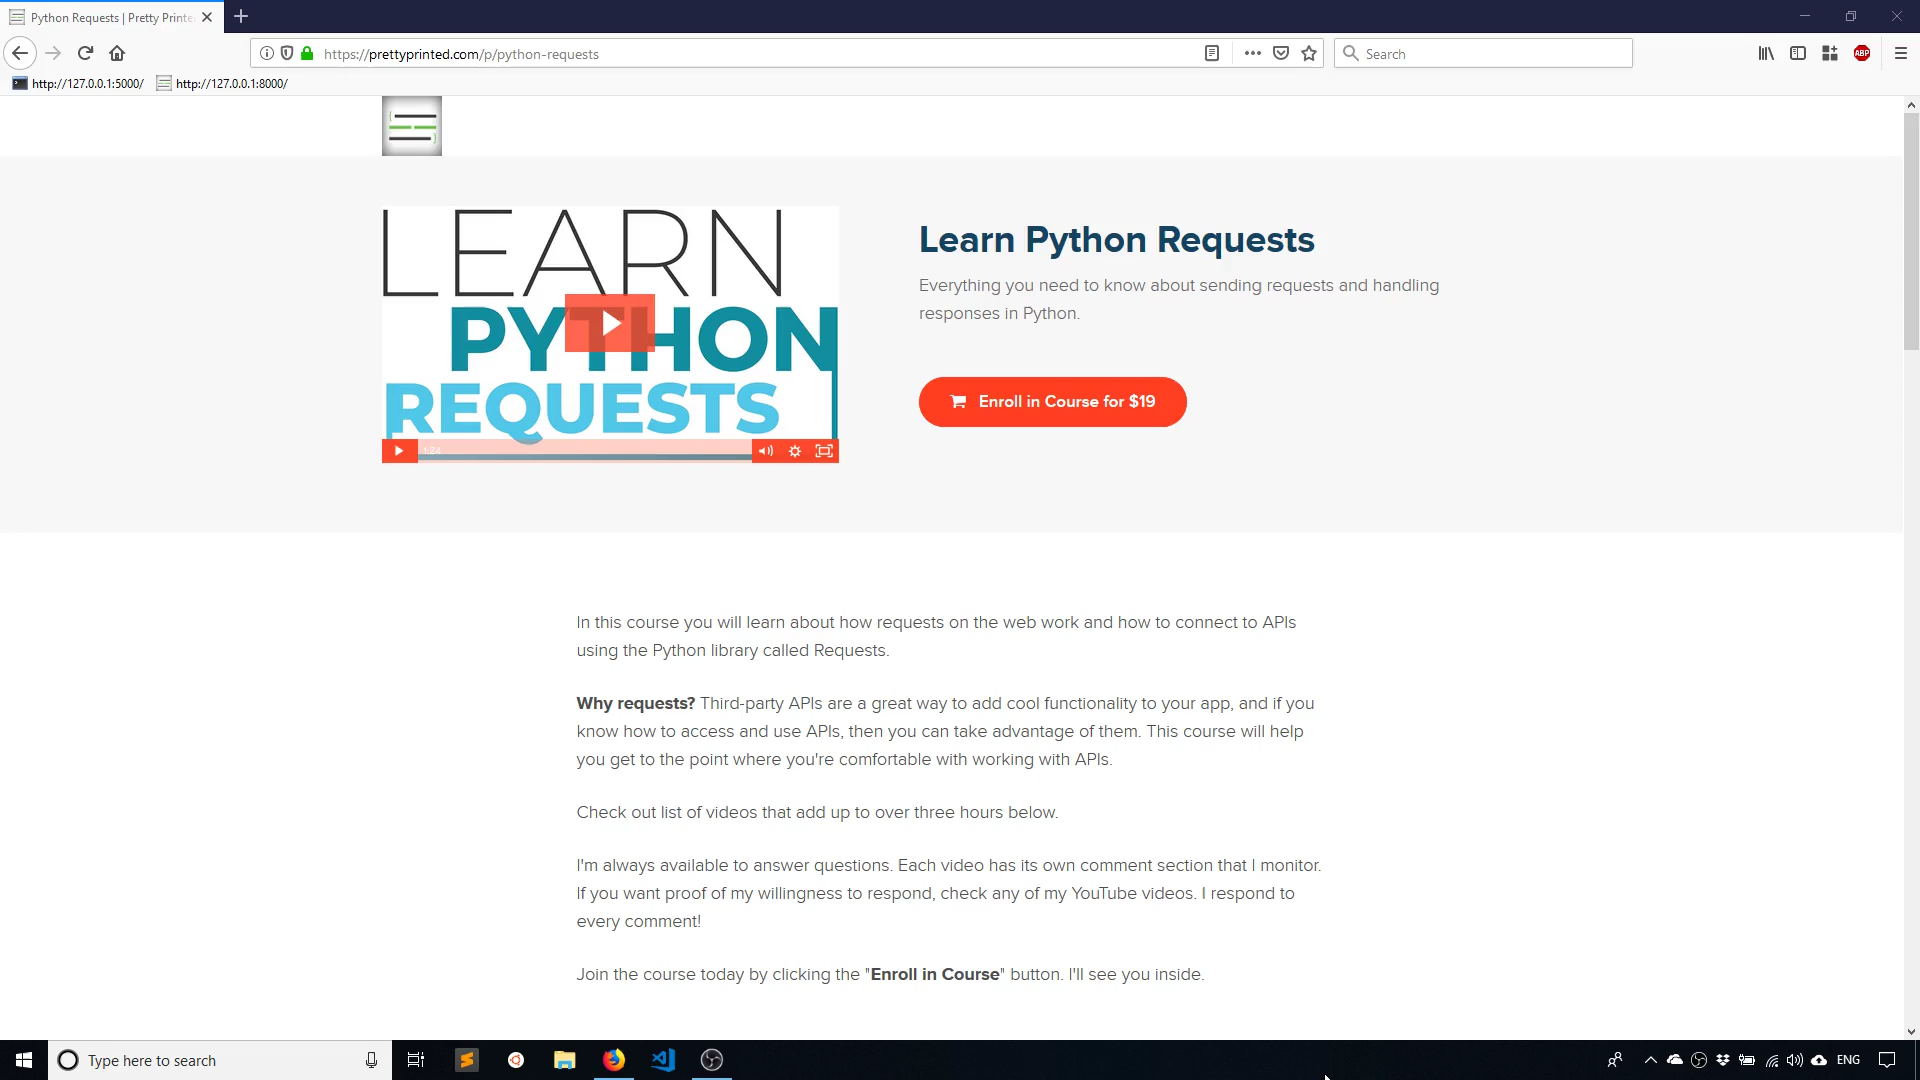 Python Requests | Pretty Printe
https://prettyprinted.com/p/python-requests
Search
http://127.0.0.1:5000/
http://127.0.0.1:8000/
LEARN
PYTHON
REQUESTS
1:24
Learn Python Requests
Everything you need to know about sending requests and handling
responses in Python.
Enroll in Course for $19
In this course you will learn about how requests on the web work and how to connect to APIs
using the Python library called Requests.
Why requests? Third-party APIs are a great way to add cool functionality to your app, and if you
know how to access and use APIs, then you can take advantage of them. This course will help
you get to the point where you're comfortable with working with APIs.
Check out list of videos that add up to over three hours below.
I'm always available to answer questions. Each video has its own comment section that I monitor.
If you want proof of my willingness to respond, check any of my YouTube videos. I respond to
every comment!
Join the course today by clicking the "Enroll in Course" button. I'll see you inside.
Type here to search
ENG
ABP